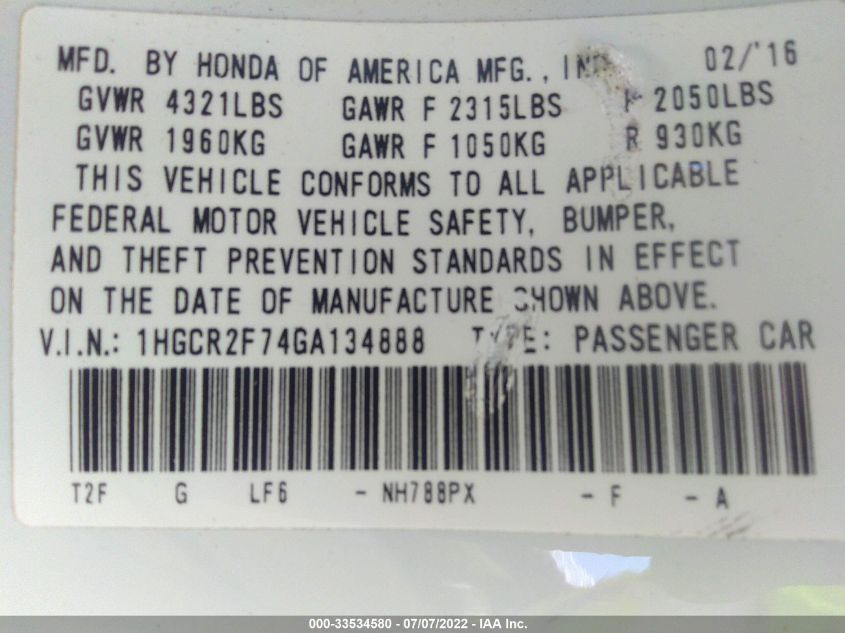 MFD. BY HONDA OF AMERICA MFG., INC. 02/'16
GVWR 4321LBS GAWR F 2315LBS R 2050LBS
GVWR 1960KG GAWR F 1050KG R 930KG
THIS VEHICLE CONFORMS TO ALL APPLICABLE
FEDERAL MOTOR VEHICLE SAFETY, BUMPER,
AND THEFT PREVENTION STANDARDS IN EFFECT
ON THE DATE OF MANUFACTURE SHOWN ABOVE.
V.I.N.: 1HGCR2F74GA134888 TYPE: PASSENGER CAR
T2F G LF6 - NH788PX - F - A
000-33534580 - 07/07/2022 - IAA Inc.